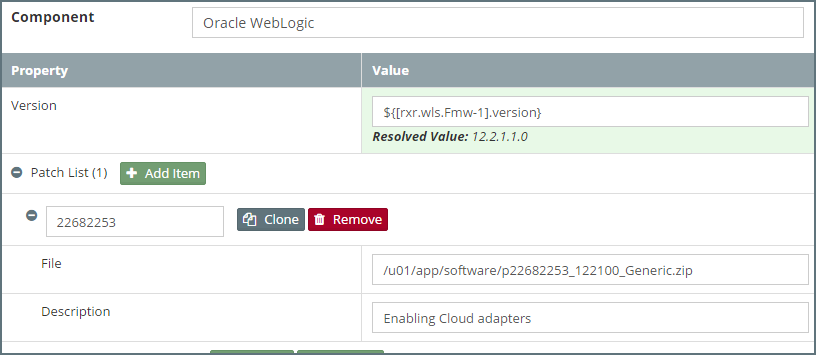 Component Oracle WebLogic
Property Value
Version ${[rxr.wls.Fmw-1].version}
Resolved Value: 12.2.1.1.0
Patch List (1) Add Item
22682253 Clone Remove
File /u01/app/software/p22682253_122100_Generic.zip
Description Enabling Cloud adapters